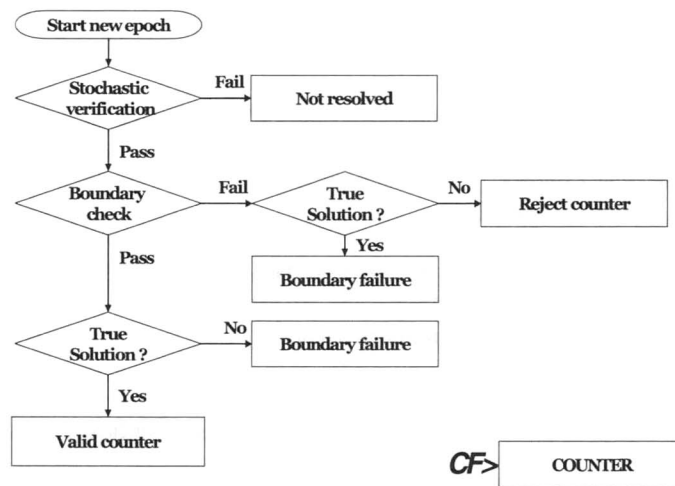 Start new epoch
Stochastic
verification
Fail
Not resolved
Pass
Boundary
check
Fail
True
Solution ?
No
Reject counter
Yes
Boundary failure
Pass
True
Solution ?
No
Boundary failure
Yes
Valid counter
CF>
COUNTER